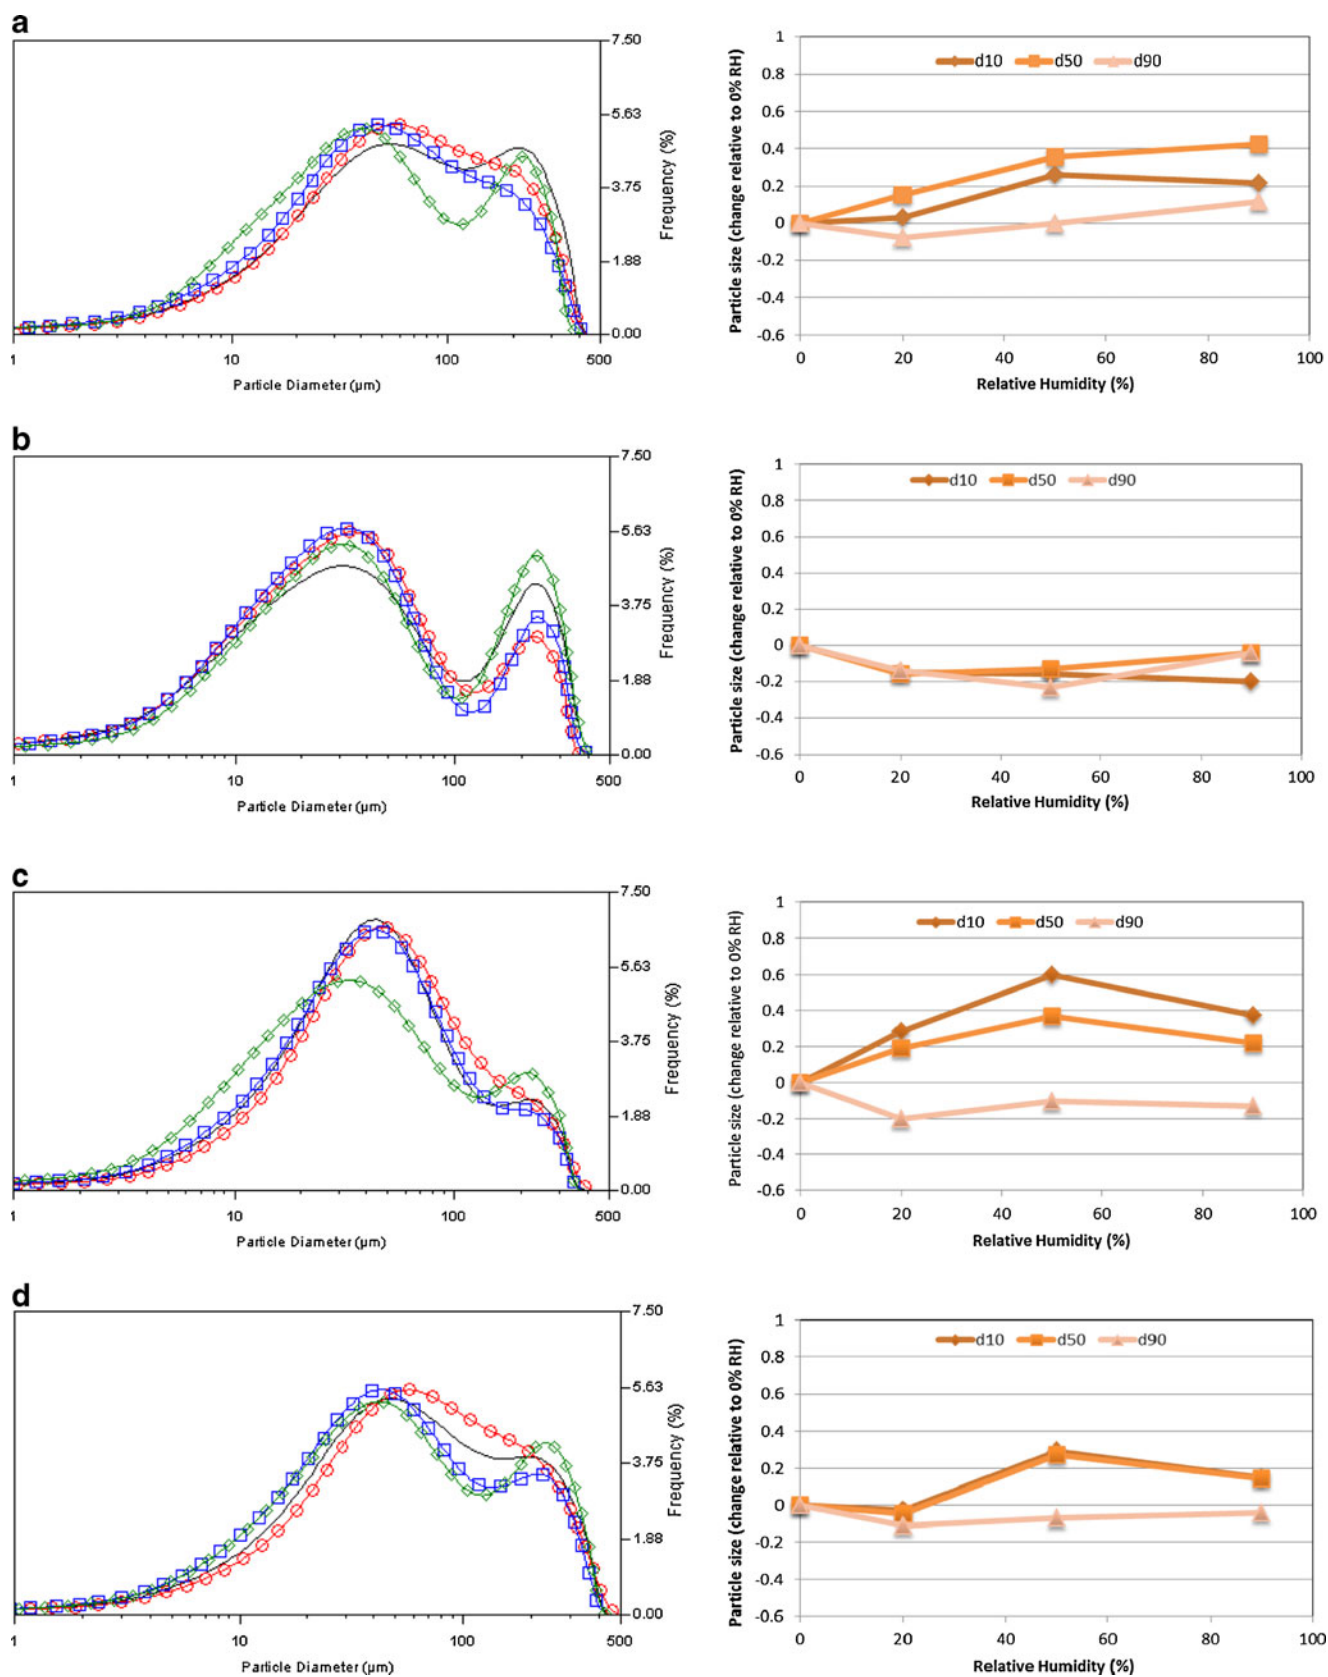 a
7.50
5.63
3.75
1.88
0.00
Frequency (%)
1 10 100 500
Particle Diameter (µm)
Particle size (change relative to 0% RH)
1
0.8
0.6
0.4
0.2
0
-0.2
-0.4
-0.6
d10 d50 d90
0 20 40 60 80 100
Relative Humidity (%)
b
7.50
5.63
3.75
1.88
0.00
Frequency (%)
1 10 100 500
Particle Diameter (µm)
Particle size (change relative to 0% RH)
1
0.8
0.6
0.4
0.2
0
-0.2
-0.4
-0.6
d10 d50 d90
0 20 40 60 80 100
Relative Humidity (%)
c
7.50
5.63
3.75
1.88
0.00
Frequency (%)
1 10 100 500
Particle Diameter (µm)
Particle size (change relative to 0% RH)
1
0.8
0.6
0.4
0.2
0
-0.2
-0.4
-0.6
d10 d50 d90
0 20 40 60 80 100
Relative Humidity (%)
d
7.50
5.63
3.75
1.88
0.00
Frequency (%)
1 10 100 500
Particle Diameter (µm)
Particle size (change relative to 0% RH)
1
0.8
0.6
0.4
0.2
0
-0.2
-0.4
-0.6
d10 d50 d90
0 20 40 60 80 100
Relative Humidity (%)